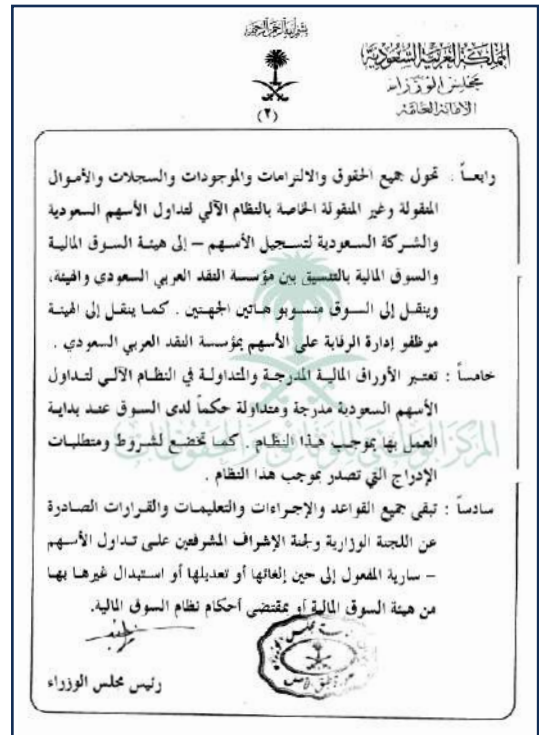 بسم الله الرحمن الرحيم
المملكة العربية السعودية
مجلس الوزراء
الأمانة العامة
(٢)
رابعاً : تحول جميع الحقوق والالتزامات والموجودات والسجلات والأموال
المنقولة وغير المنقولة الخاصة بالنظام الآلي لتداول الأسهم السعودية
والشركة السعودية لتسجيل الأسهم – إلى هيئة السوق المالية
والسوق المالية بالتنسيق بين مؤسسة النقد العربي السعودي والهيئة،
وينقل إلى السوق منسوبو هاتين الجهتين . كما ينقل إلى الهيئة
موظفو إدارة الرقابة على الأسهم بمؤسسة النقد العربي السعودي .
خامساً : تعتبر الأوراق المالية المدرجة والمتداولة في النظام الآلي لتداول
الأسهم السعودية مدرجة ومتداولة حكماً لدى السوق عند بداية
العمل بها بموجب هذا النظام . كما تخضع لشروط ومتطلبات
الإدراج التي تصدر بموجب هذا النظام .
المركز الوطني للوثائق والمحفوظات
سادساً : تبقى جميع القواعد والإجراءات والتعليمات والقرارات الصادرة
عن اللجنة الوزارية ولجنة الإشراف المشرفتين على تداول الأسهم
– سارية المفعول إلى حين إلغائها أو تعديلها أو استبدال غيرها بها
من هيئة السوق المالية أو بمقتضى أحكام نظام السوق المالية.
رئيس مجلس الوزراء